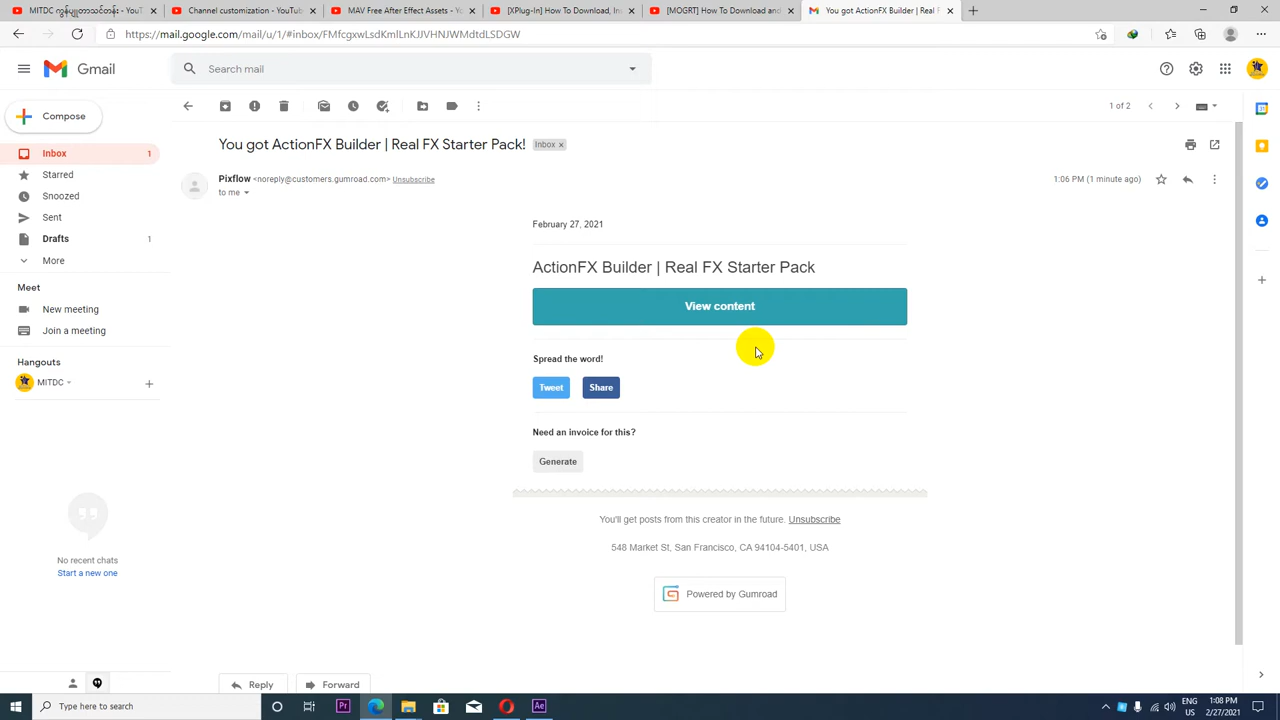 MITDC
Channel customization - YouTub
MAV Free After Effects Assets - Yo
[XPlug-In] How To Download, Ins
[MOGRT] How To Download and
You got ActionFX Builder | Real F
https://mail.google.com/mail/u/1/#inbox/FMfcgxwLsdKmlLnKJJVHNJWMdtdLSDGW
Gmail
Search mail
Compose
1 of 2
Inbox 1
Starred
Snoozed
Sent
Drafts 1
More
Meet
New meeting
Join a meeting
Hangouts
MITDC
No recent chats
Start a new one
You got ActionFX Builder | Real FX Starter Pack!
Inbox x
Pixflow <noreply@customers.gumroad.com> Unsubscribe
1:06 PM (1 minute ago)
to me
February 27, 2021
ActionFX Builder | Real FX Starter Pack
View content
Spread the word!
Tweet
Share
Need an invoice for this?
Generate
You'll get posts from this creator in the future. Unsubscribe
548 Market St, San Francisco, CA 94104-5401, USA
Powered by Gumroad
Reply
Forward
Type here to search
Pr
Ae
ENG
US
1:08 PM
2/27/2021